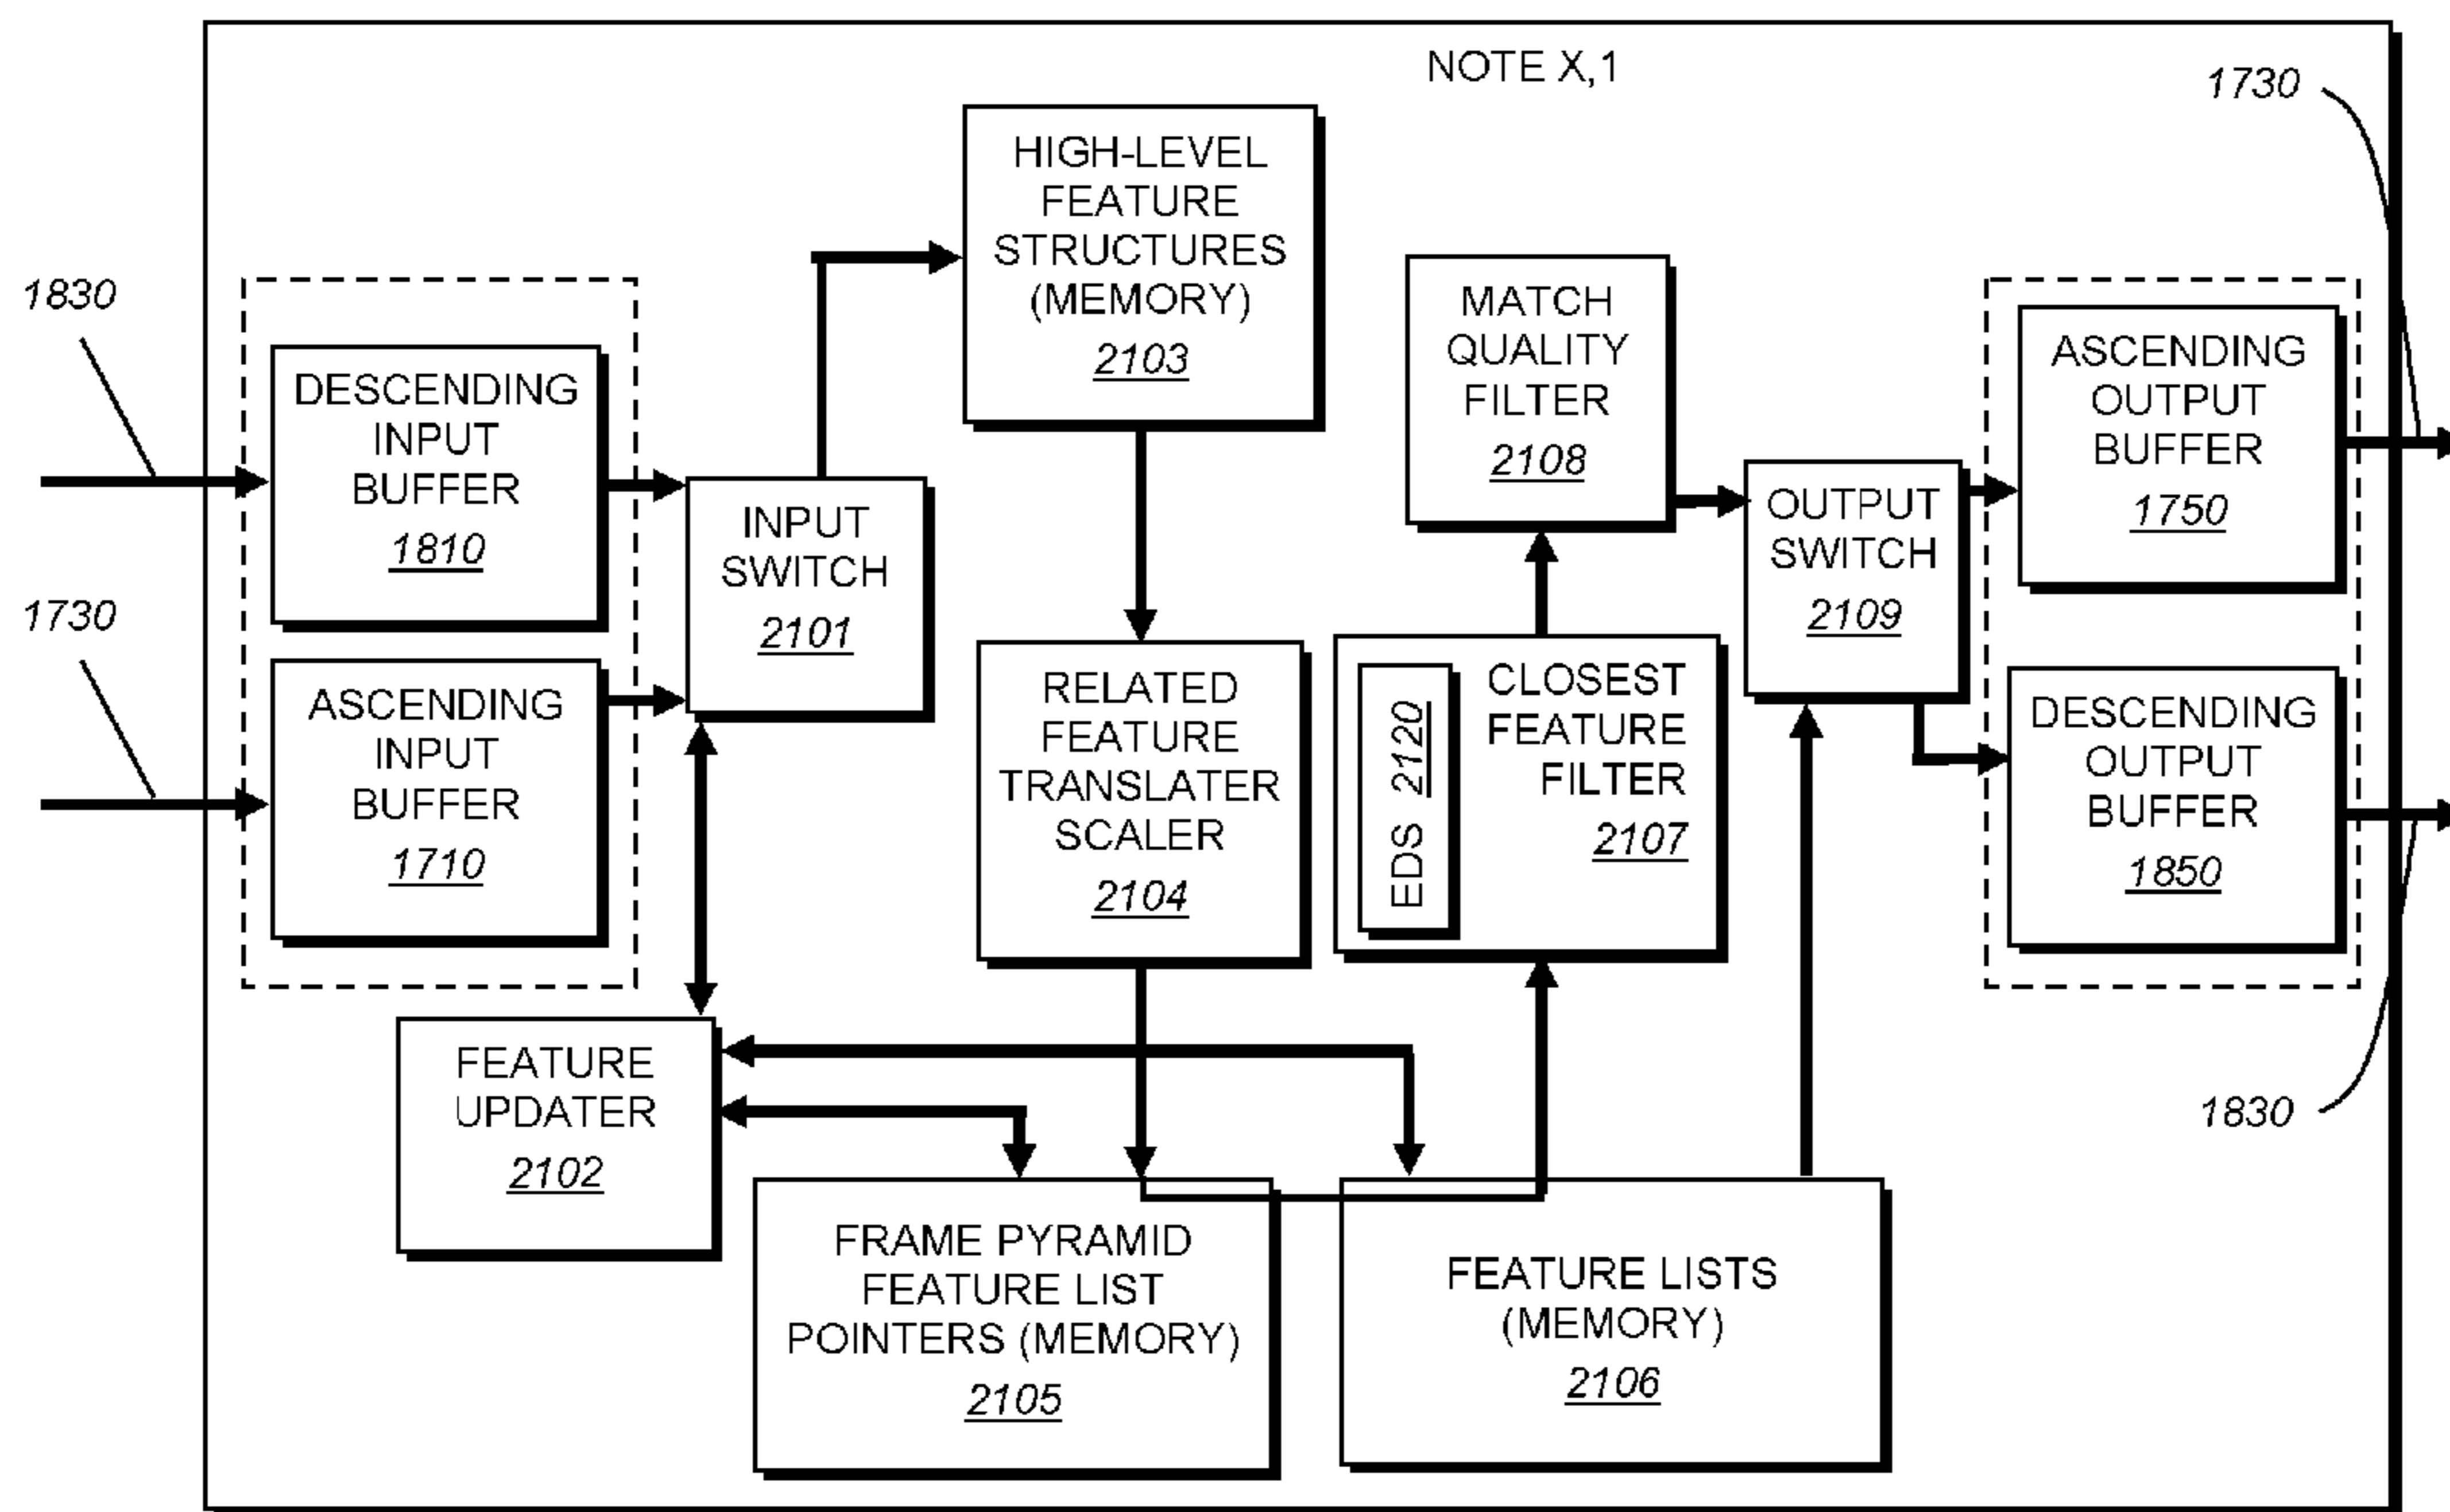 NOTE X,1
1730
HIGH-LEVEL
FEATURE
STRUCTURES
(MEMORY)
2103
1830
DESCENDING
INPUT
BUFFER
1810
1730
ASCENDING
INPUT
BUFFER
1710
INPUT
SWITCH
2101
RELATED
FEATURE
TRANSLATER
SCALER
2104
MATCH
QUALITY
FILTER
2108
EDS 2120
CLOSEST
FEATURE
FILTER
2107
OUTPUT
SWITCH
2109
ASCENDING
OUTPUT
BUFFER
1750
DESCENDING
OUTPUT
BUFFER
1850
1830
FEATURE
UPDATER
2102
FRAME PYRAMID
FEATURE LIST
POINTERS (MEMORY)
2105
FEATURE LISTS
(MEMORY)
2106